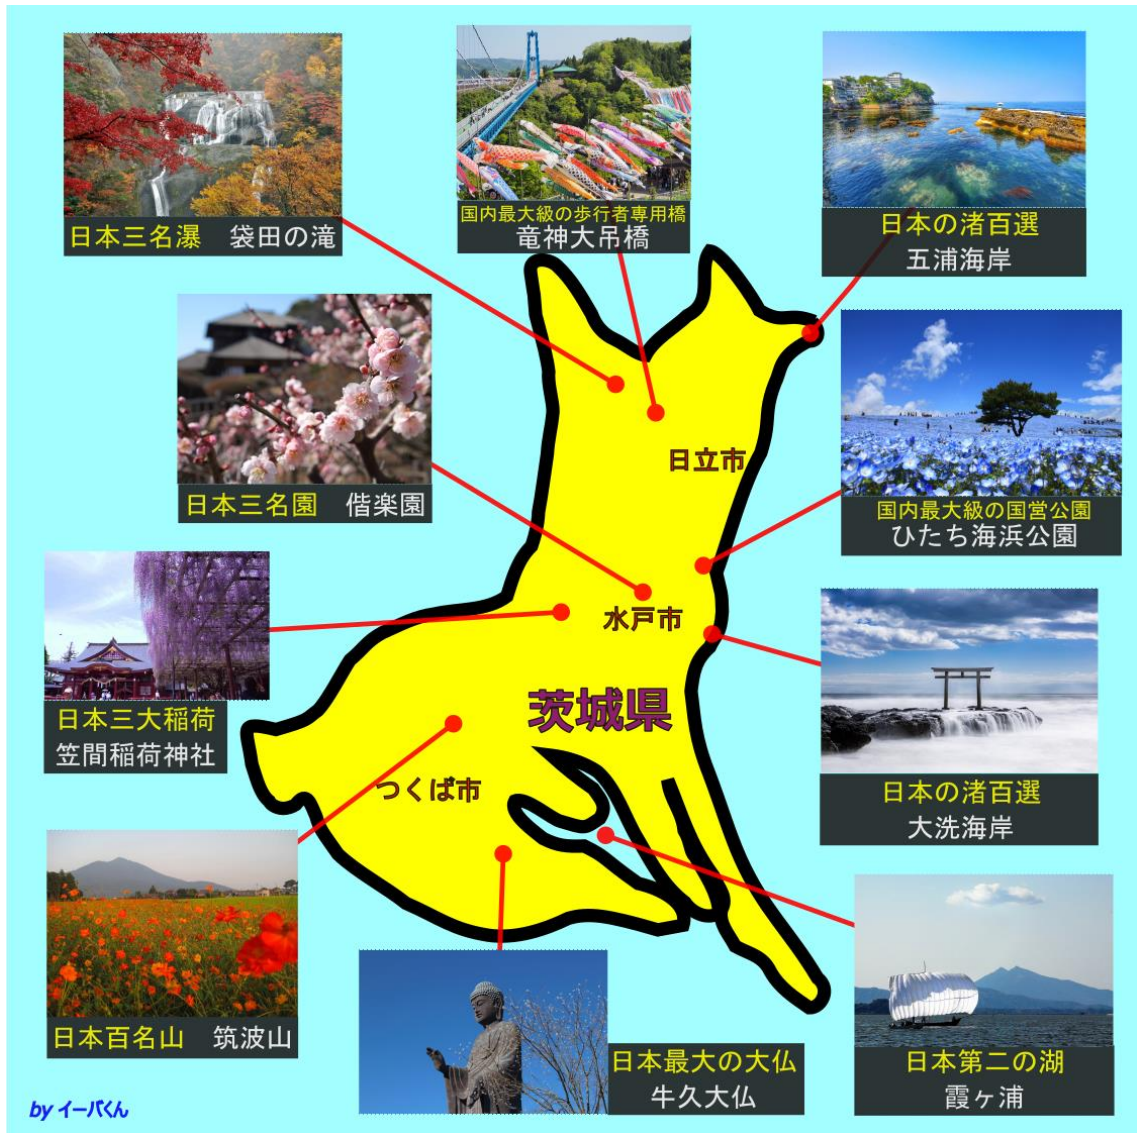 日本三名瀑　袋田の滝
国内最大級の歩行者専用橋
竜神大吊橋
日本の渚百選
五浦海岸
日本三名園　偕楽園
日立市
国内最大級の国営公園
ひたち海浜公園
水戸市
日本三大稲荷
笠間稲荷神社
茨城県
日本の渚百選
大洗海岸
つくば市
日本百名山　筑波山
日本最大の大仏
牛久大仏
日本第二の湖
霞ヶ浦
by イーバくん